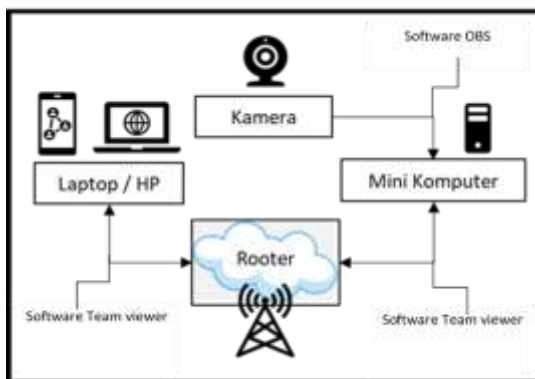 Software OBS
Kamera
Laptop / HP
Mini Komputer
Rooter
Software Team viewer
Software Team viewer